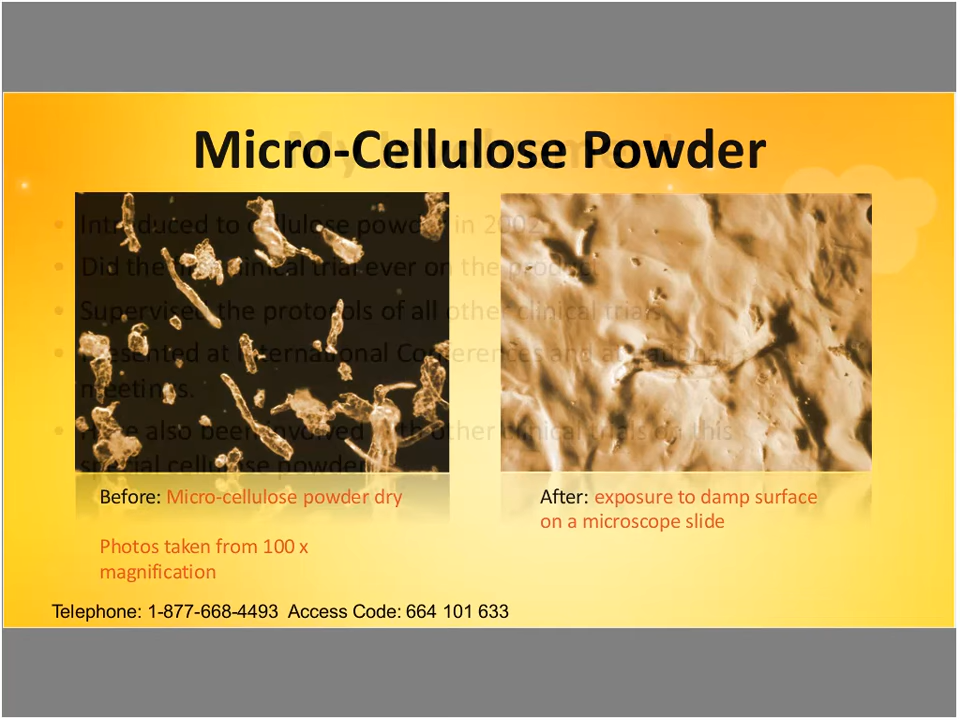 Micro-Cellulose Powder
Introduced to cellulose powder in 2002
Did the clinical trial ever on the product
Supervised the protocols of all other clinical trials
Presented at International Conferences and at national
meetings.
Have also been involved with other clinical trials on this
special cellulose powder
Before: Micro-cellulose powder dry
Photos taken from 100 x
magnification
After: exposure to damp surface
on a microscope slide
Telephone: 1-877-668-4493 Access Code: 664 101 633